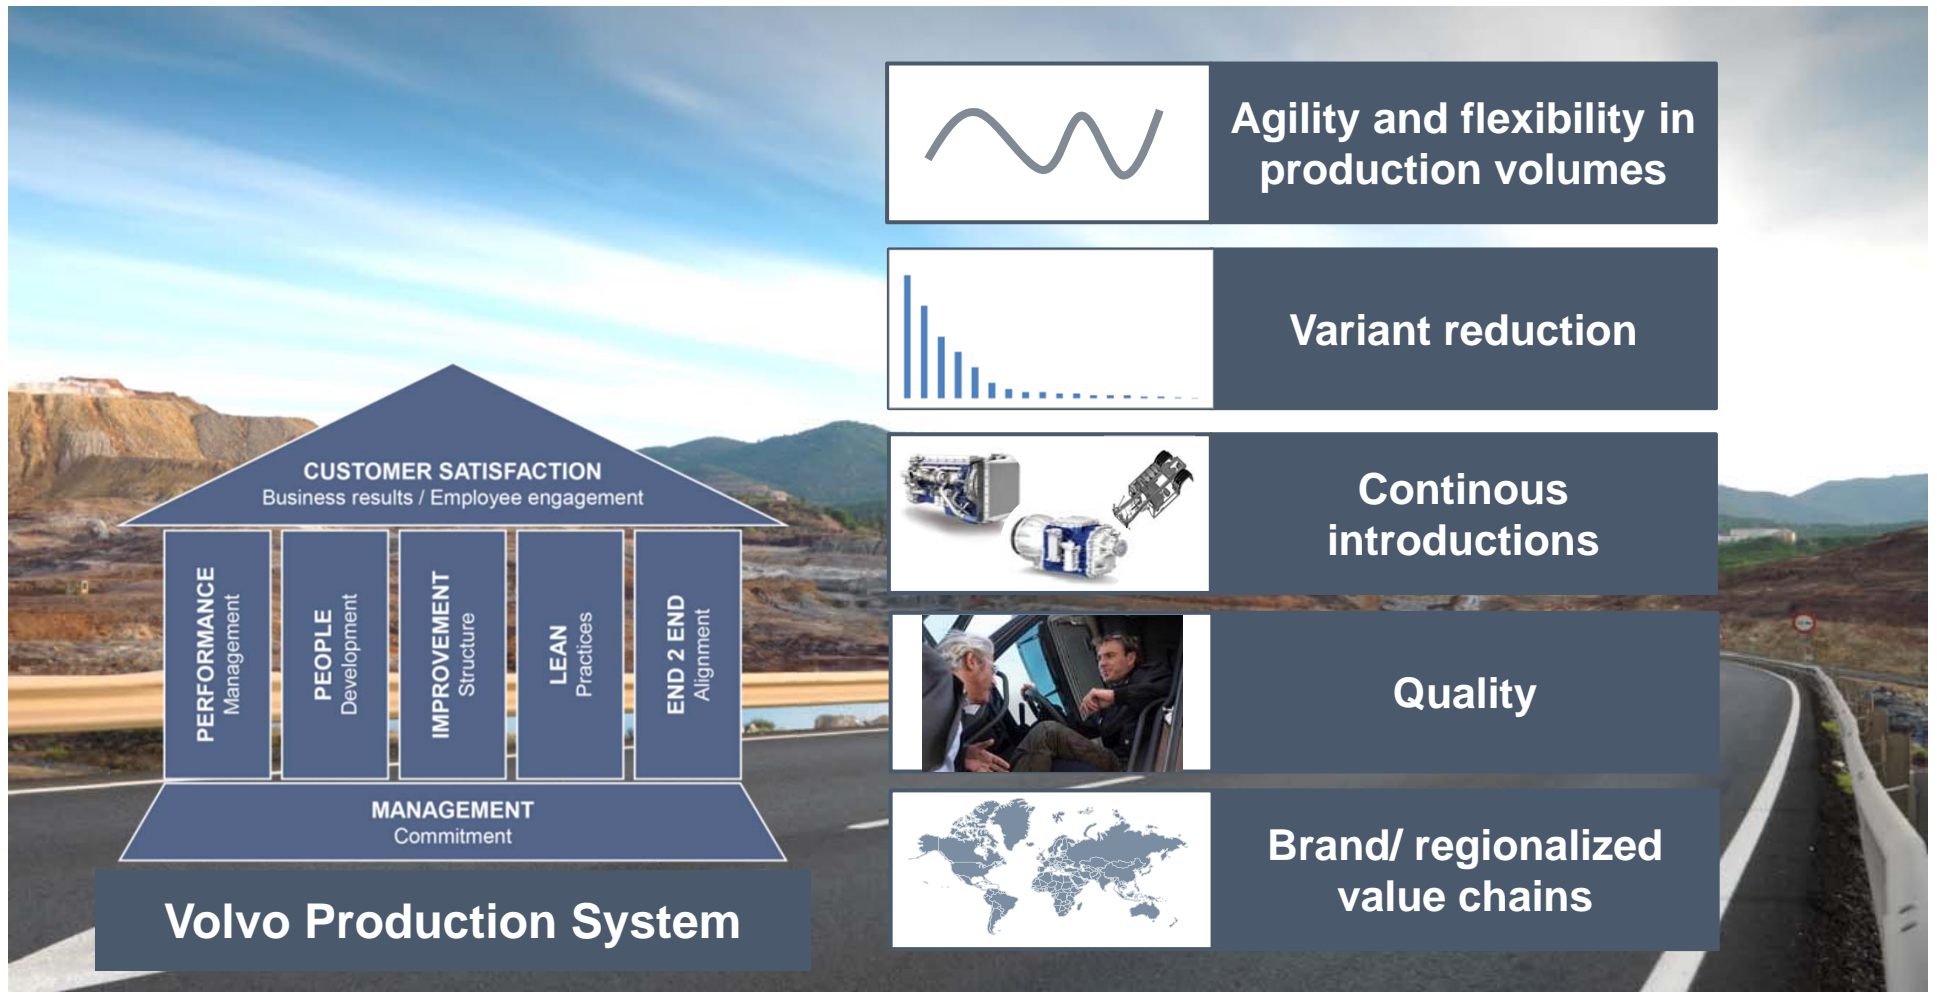 CUSTOMER SATISFACTION
Business results / Employee engagement
PERFORMANCE
Management
PEOPLE
Development
IMPROVEMENT
Structure
LEAN
Practices
END 2 END
Alignment
MANAGEMENT
Commitment
Volvo Production System
Agility and flexibility in
production volumes
Variant reduction
Continous
introductions
Quality
Brand/ regionalized
value chains